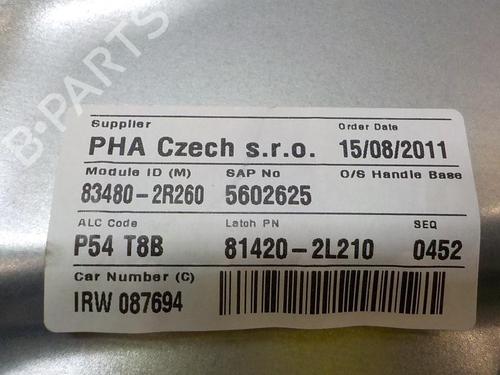 B-PARTS
Supplier Order Date
PHA Czech s.r.o. 15/08/2011
Module ID (M) SAP No O/S Handle Base
83480-2R260 5602625
ALC Code Latch PN SEQ
P54 T8B 81420-2L210 0452
Car Number (C)
IRW 087694